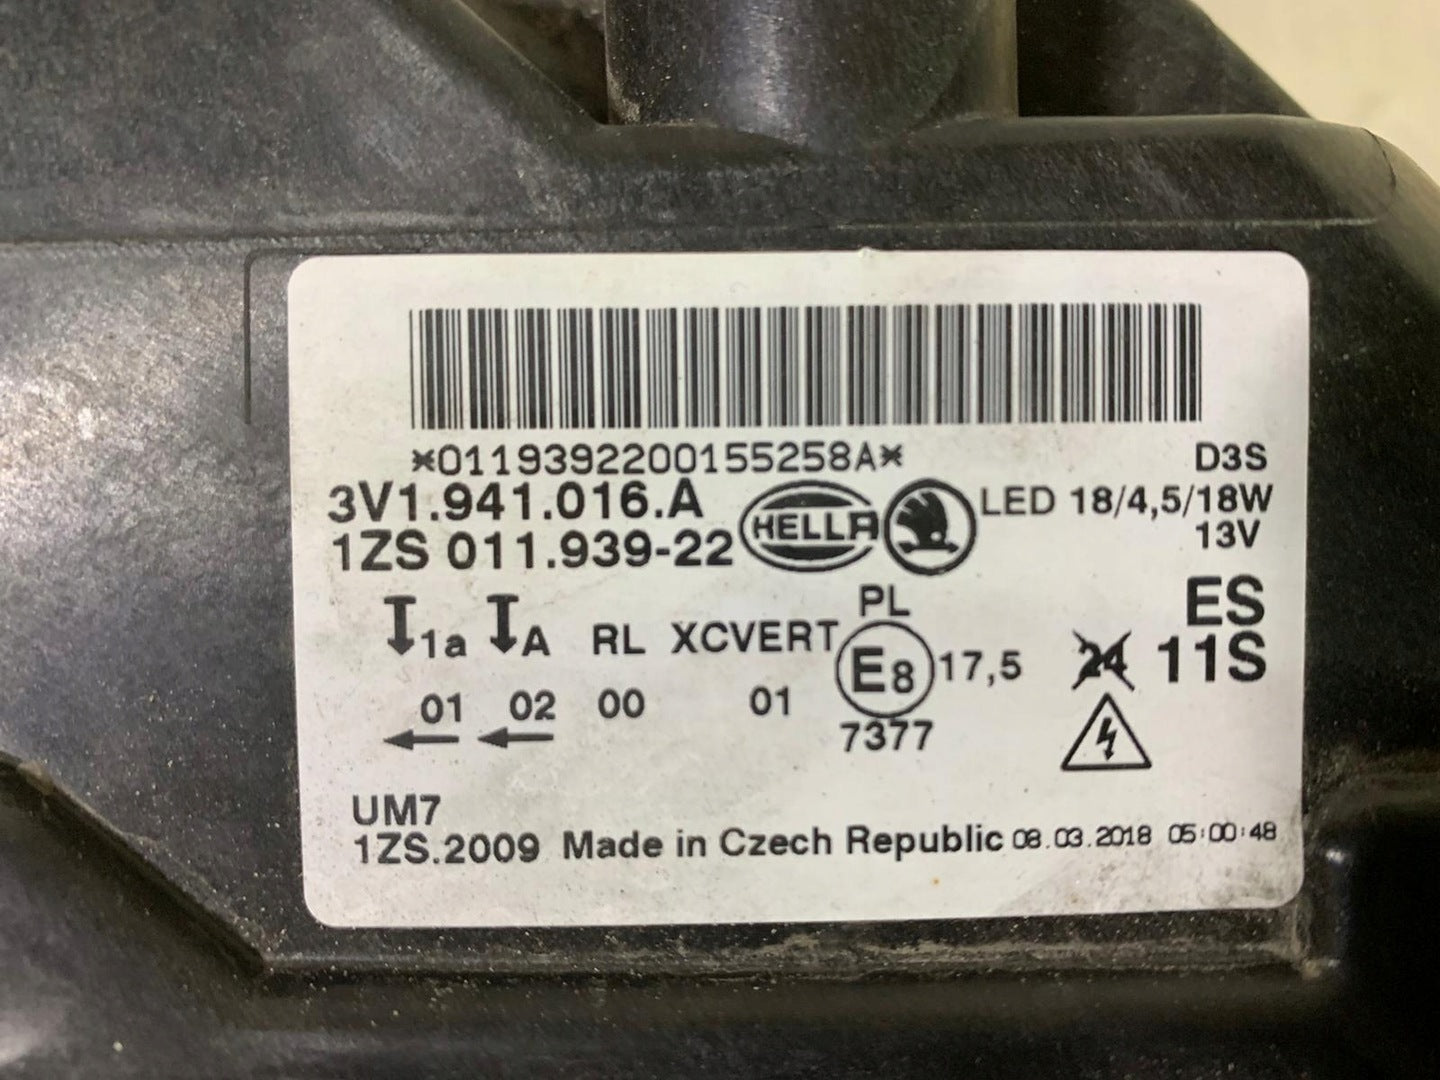 *0119392200155258A*
D3S
3V1.941.016.A
HELLA
LED 18/4,5/18W
1ZS 011.939-22
13V
PL
ES
1a A RL XCVERT
E8 17,5
24 11S
01 02 00 01
7377
UM7
1ZS.2009 Made in Czech Republic 08.03.2018 05:00:48